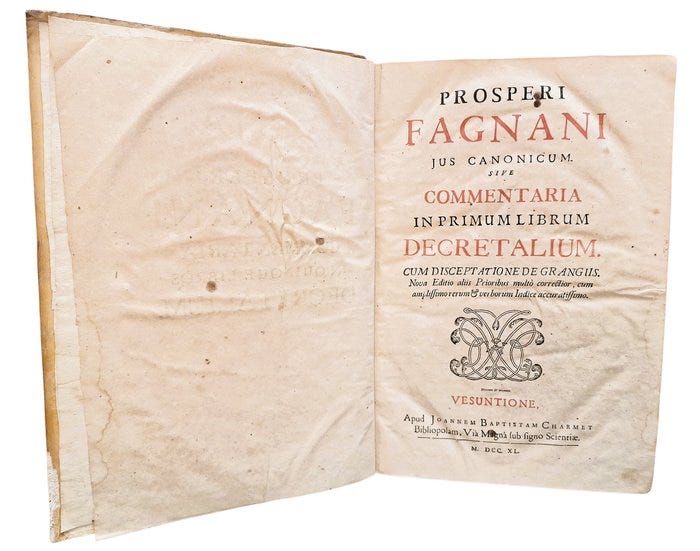 PROSPERI
FAGNANI
JUS CANONICUM.
SIVE
COMMENTARIA
IN PRIMUM LIBRUM
DECRETALIUM.
CUM DISCEPTATIONE DE GRANGIIS.
Nova Editio aliis Prioribus multò correctior, cum
amplissimo rerum & verborum Indice accuratissimo.
VESUNTIONE,
Apud JOANNEM BAPTISTAM CHARMET
Bibliopolam, Viâ Magnâ sub signo Scientiæ.
M. DCC. XL.